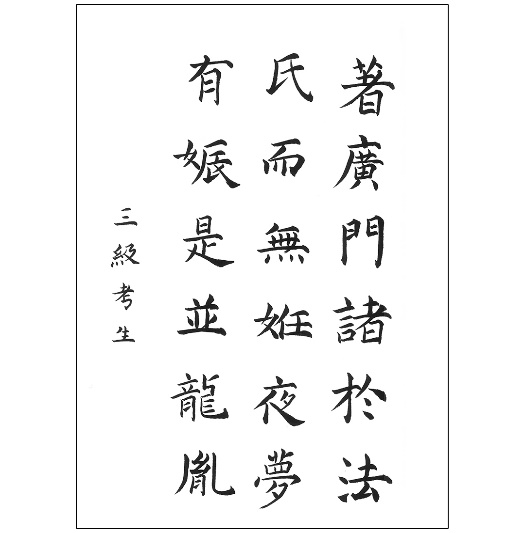 著廣門諸於法
氏而無姙夜夢
有娠是並龍胤
三級考生